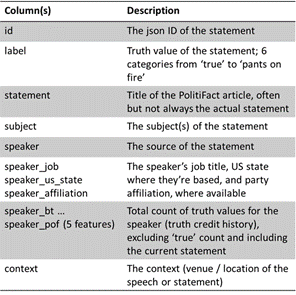 Column(s) Description
id The json ID of the statement
label Truth value of the statement; 6
categories from ‘true’ to ‘pants on
fire’
statement Title of the PolitiFact article, often
but not always the actual statement
subject The subject(s) of the statement
speaker The source of the statement
speaker_job The speaker’s job title, US state
speaker_us_state where they’re based, and party
speaker_affiliation affiliation, where available
speaker_bt ... Total count of truth values for the
speaker_pof (5 features) speaker (truth credit history),
excluding ‘true’ count and including
the current statement
context The context (venue / location of the
speech or statement)